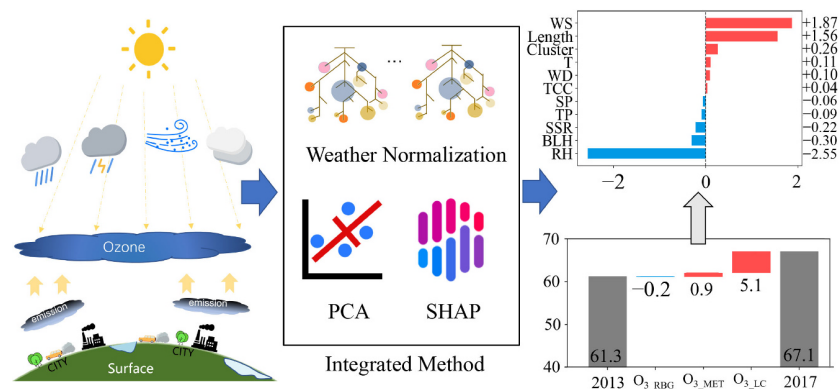 Ozone
emission
emission
CITY
CITY
Surface
...
Weather Normalization
PCA
SHAP
Integrated Method
WS
+1.87
Length
+1.56
Cluster
+0.26
T
+0.11
WD
+0.10
TCC
+0.04
SP
−0.06
TP
−0.09
SSR
−0.22
BLH
−0.30
RH
−2.55
−2 0 2
70
60
50
40
61.3
−0.2
0.9
5.1
67.1
2013 O3_RBG O3_MET O3_LC 2017